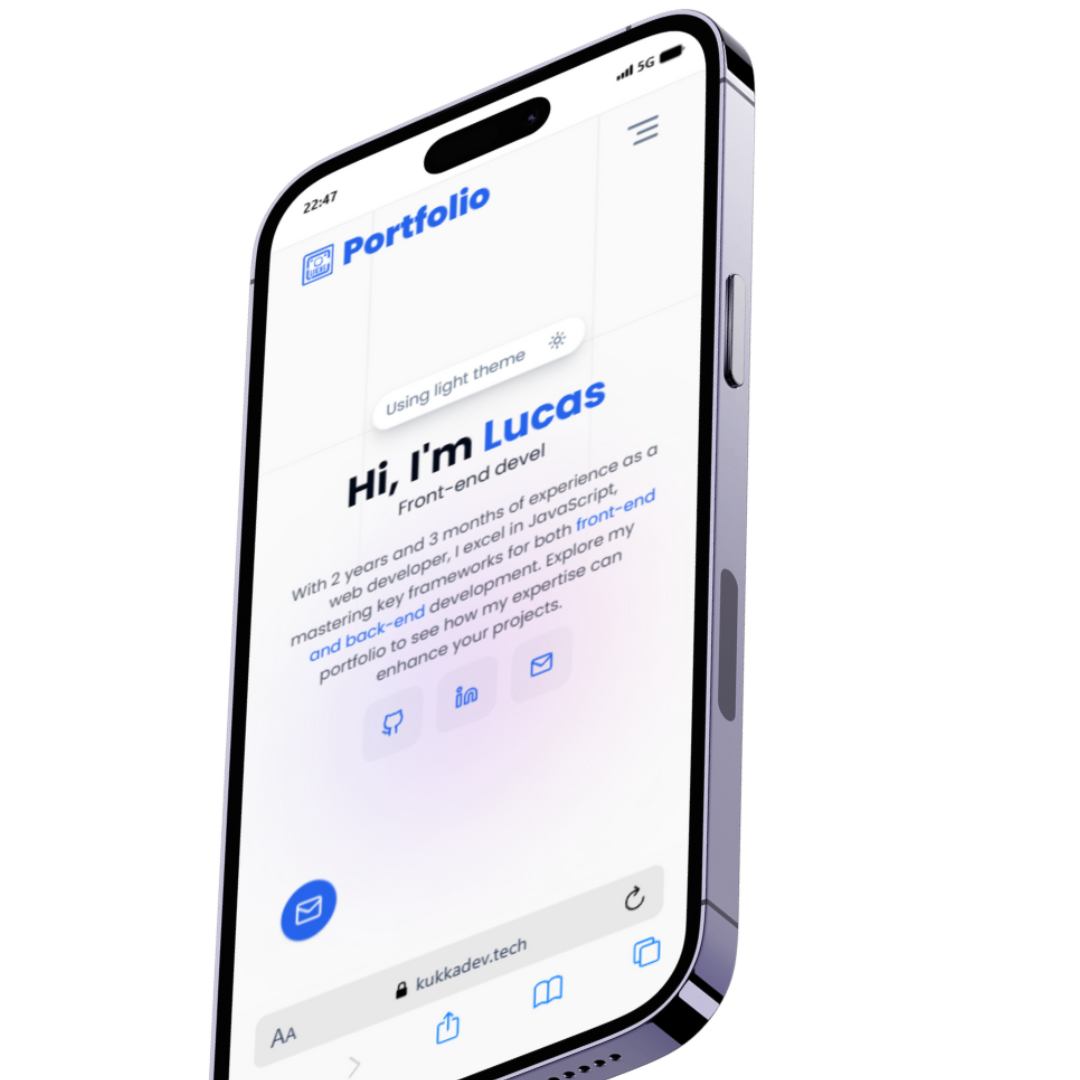 22:47
5G
Portfolio
Using light theme
Hi, I'm Lucas
Front-end devel
With 2 years and 3 months of experience as a
web developer, I excel in JavaScript,
mastering key frameworks for both front-end
and back-end development. Explore my
portfolio to see how my expertise can
enhance your projects.
in
AA
kukkadev.tech